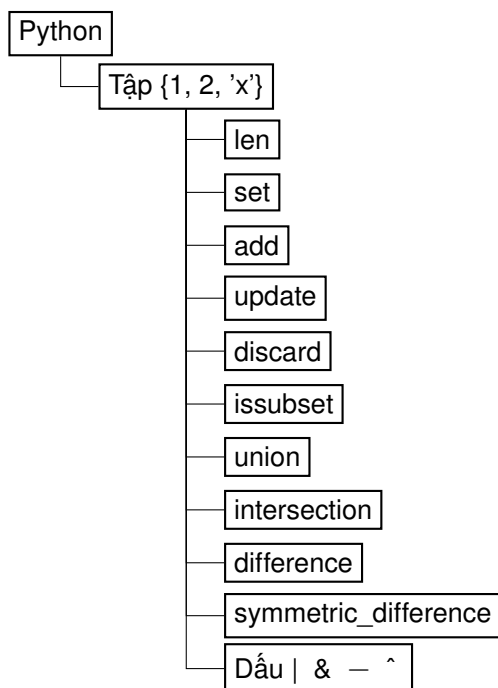 Python
Tập {1, 2, 'x'}
len
set
add
update
discard
issubset
union
intersection
difference
symmetric_difference
Dấu | & − ˆ